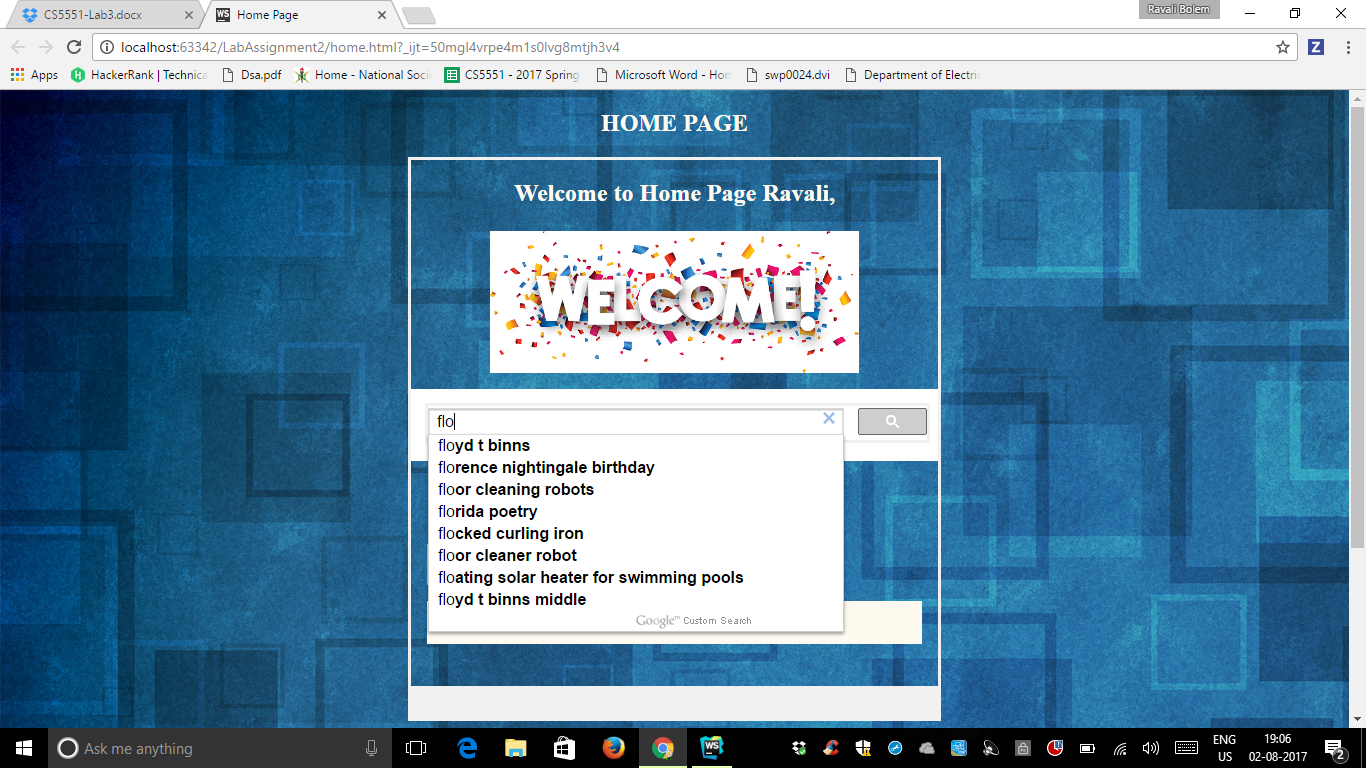 Ravali Bolem
CS5551-Lab3.docx
Home Page
localhost:63342/LabAssignment2/home.html?_ijt=50mgl4vrpe4m1s0lvg8mtjh3v4
Apps
HackerRank | Technica
Dsa.pdf
Home - National Soci
CS5551 - 2017 Spring
Microsoft Word - Hon
swp0024.dvi
Department of Electri
HOME PAGE
Welcome to Home Page Ravali,
WELCOME!
flo
floyd t binns
florence nightingale birthday
floor cleaning robots
florida poetry
flocked curling iron
floor cleaner robot
floating solar heater for swimming pools
floyd t binns middle
Google™ Custom Search
Ask me anything
ENG
US
19:06
02-08-2017
2